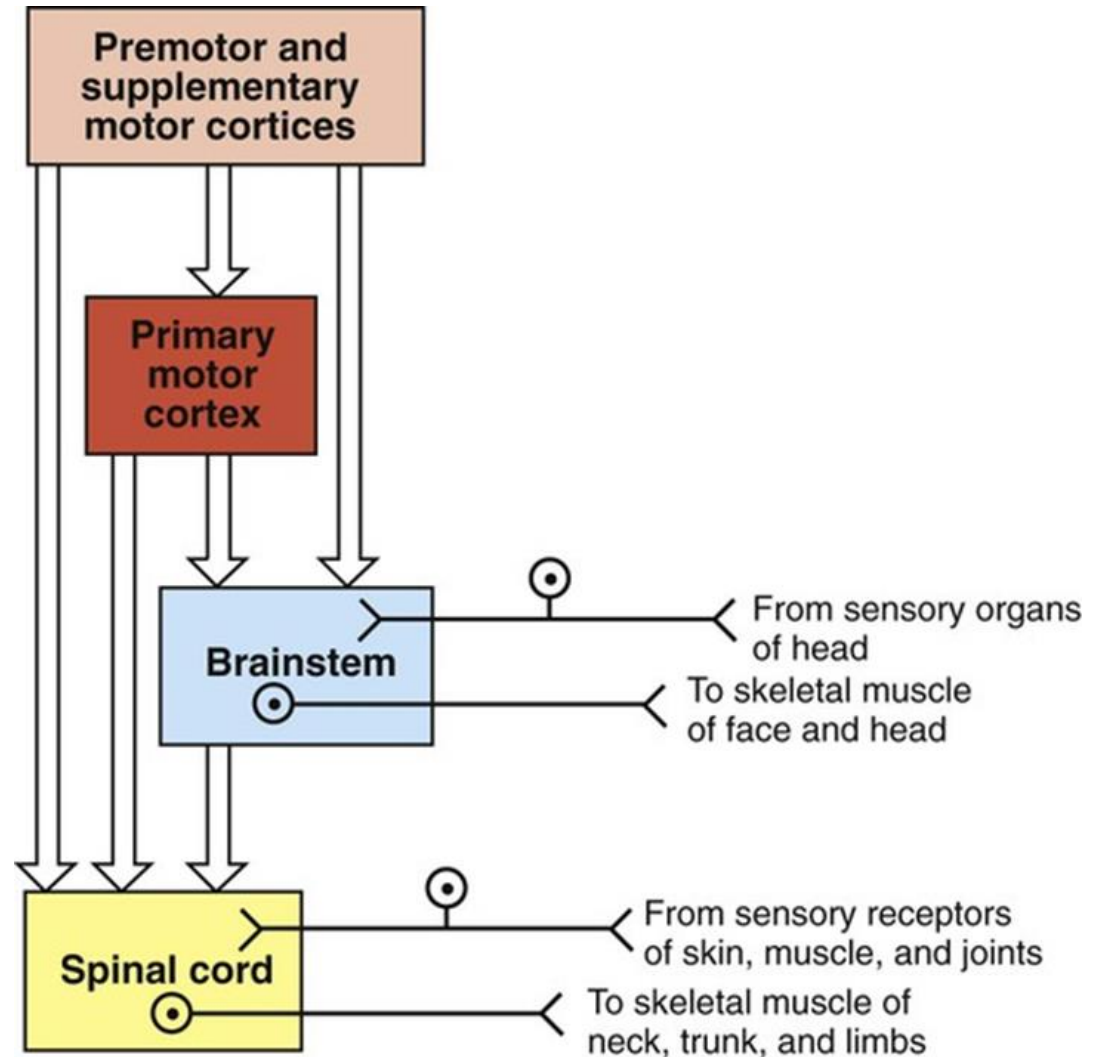 Premotor and
supplementary
motor cortices
Primary
motor
cortex
From sensory organs
of head
Brainstem
To skeletal muscle
of face and head
From sensory receptors
of skin, muscle, and joints
Spinal cord
To skeletal muscle of
neck, trunk, and limbs